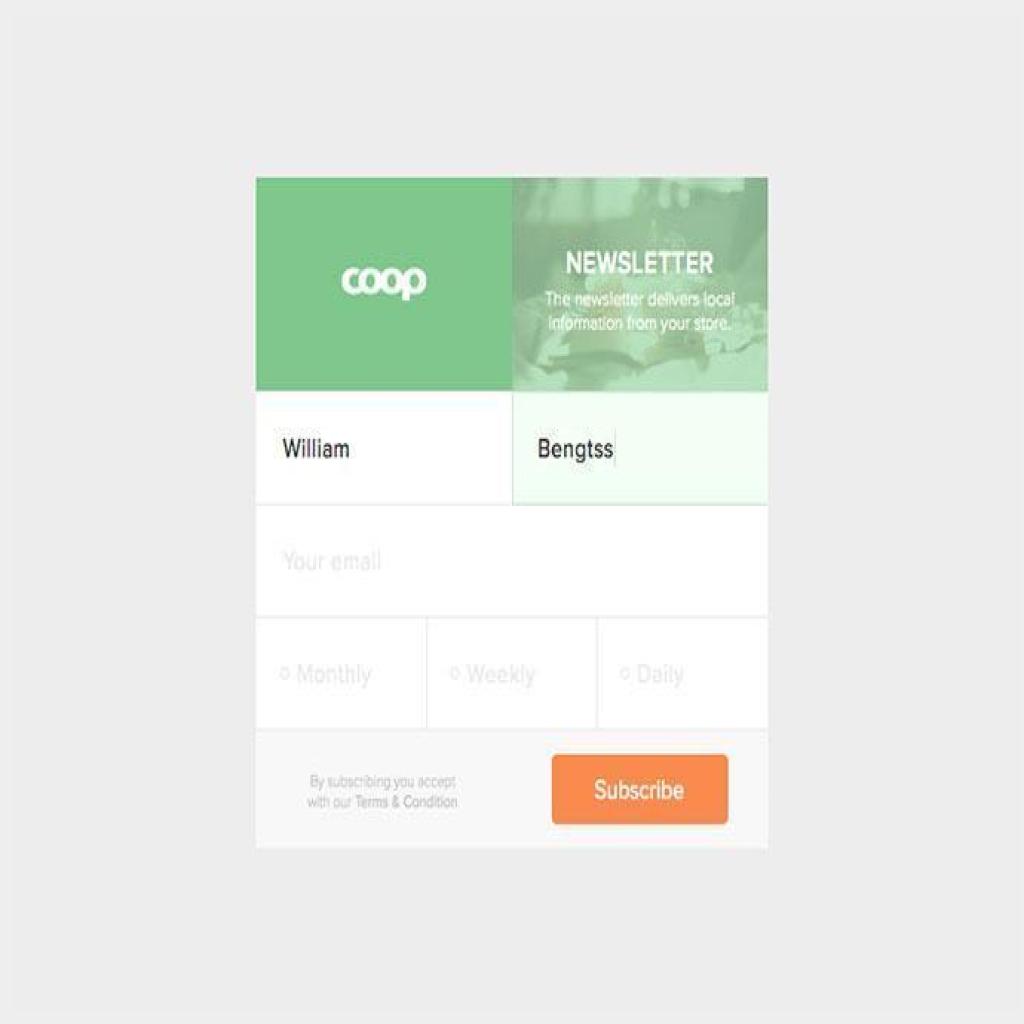 coop
NEWSLETTER
The newsletter delivers local
information from your store.
William
Bengtss
Your email
Monthly
Weekly
Daily
By subscribing you accept
with our Terms & Condition
Subscribe